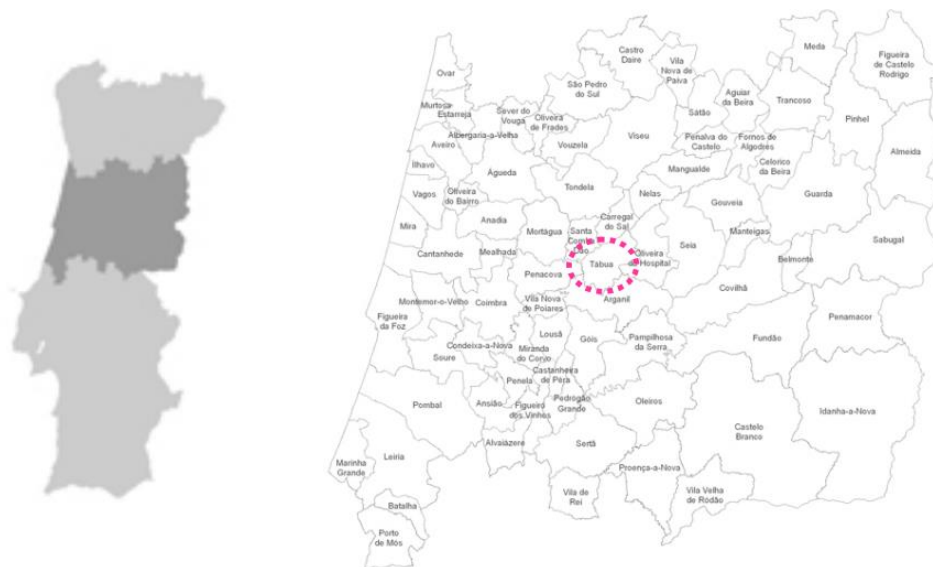 Ovar
Murtosa
Estarreja
Sever do
Vouga
Oliveira
de Frades
São Pedro
do Sul
Castro
Daire
Vila
Nova de
Paiva
Meda
Figueira
de Castelo
Rodrigo
Aguiar
da Beira
Trancoso
Sátão
Pinhel
Albergaria-a-Velha
Aveiro
Vouzela
Viseu
Penalva do
Castelo
Fornos de
Algodres
Almeida
Ílhavo
Águeda
Mangualde
Celorico
da Beira
Vagos
Oliveira
do Bairro
Tondela
Nelas
Gouveia
Guarda
Mira
Anadia
Mortágua
Santa
Comba
Dão
Carregal
do Sal
Manteigas
Sabugal
Cantanhede
Mealhada
Seia
Oliveira
do Hospital
Tabua
Belmonte
Penacova
Covilhã
Montemor-o-Velho
Coimbra
Vila Nova
de Poiares
Arganil
Figueira
da Foz
Penamacor
Lousã
Góis
Pampilhosa
da Serra
Fundão
Condeixa-a-Nova
Soure
Miranda
do Corvo
Castanheira
de Pêra
Penela
Pombal
Ansião
Figueiró
dos Vinhos
Pedrógão
Grande
Oleiros
Idanha-a-Nova
Castelo
Branco
Alvaiázere
Sertã
Leiria
Marinha
Grande
Proença-a-Nova
Vila de
Rei
Vila Velha
de Ródão
Batalha
Porto
de Mós